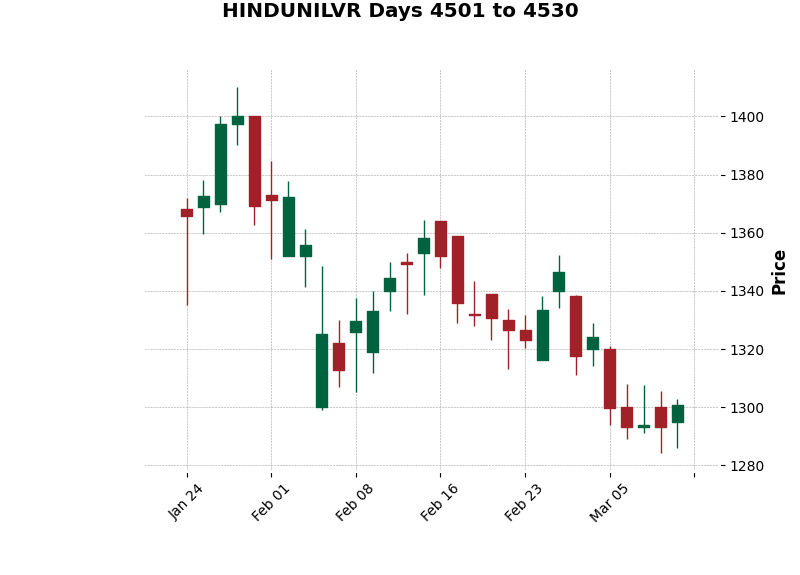 HINDUNILVR Days 4501 to 4530
1400
1380
1360
1340
1320
1300
1280
Price
Jan 24
Feb 01
Feb 08
Feb 16
Feb 23
Mar 05